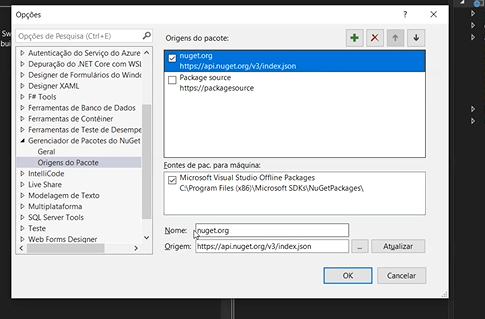 Opções
Opções de Pesquisa (Ctrl+E)
Autenticação do Serviço do Azure
Depuração do .NET Core com WSL
Designer de Formulários do Window
Designer XAML
F# Tools
Ferramentas de Banco de Dados
Ferramentas de Contêiner
Ferramentas de Teste de Desempe
Gerenciador de Pacotes do NuGet
Geral
Origens do Pacote
IntelliCode
Live Share
Modelagem de Texto
Multiplataforma
SQL Server Tools
Teste
Web Forms Designer
Origens do pacote:
nuget.org
https://api.nuget.org/v3/index.json
Package source
https://packagesource
Fontes de pac. para máquina:
Microsoft Visual Studio Offline Packages
C:\Program Files (x86)\Microsoft SDKs\NuGetPackages\
Nome: nuget.org
Origem: https://api.nuget.org/v3/index.json ... Atualizar
OK Cancelar